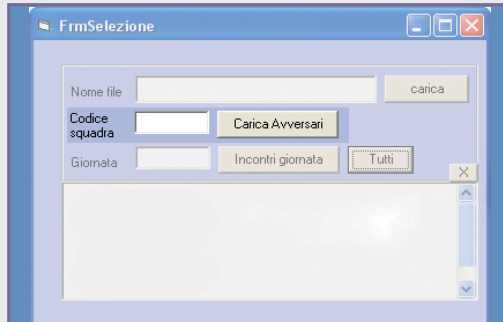 FrmSelezione
Nome file carica
Codice squadra Carica Avversari
Giornata Incontri giornata Tutti
X